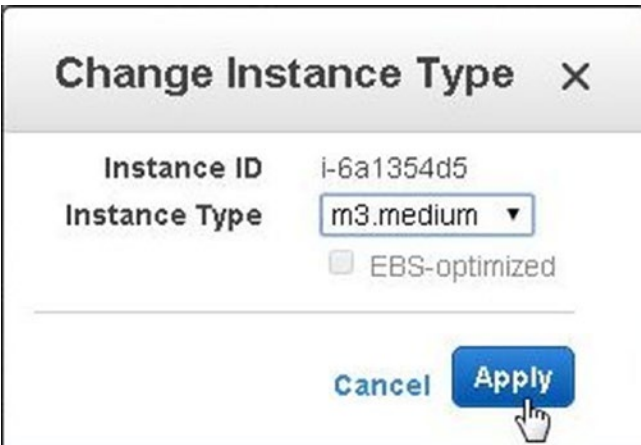 Change Instance Type
Instance ID i-6a1354d5
Instance Type m3.medium
EBS-optimized
Cancel Apply